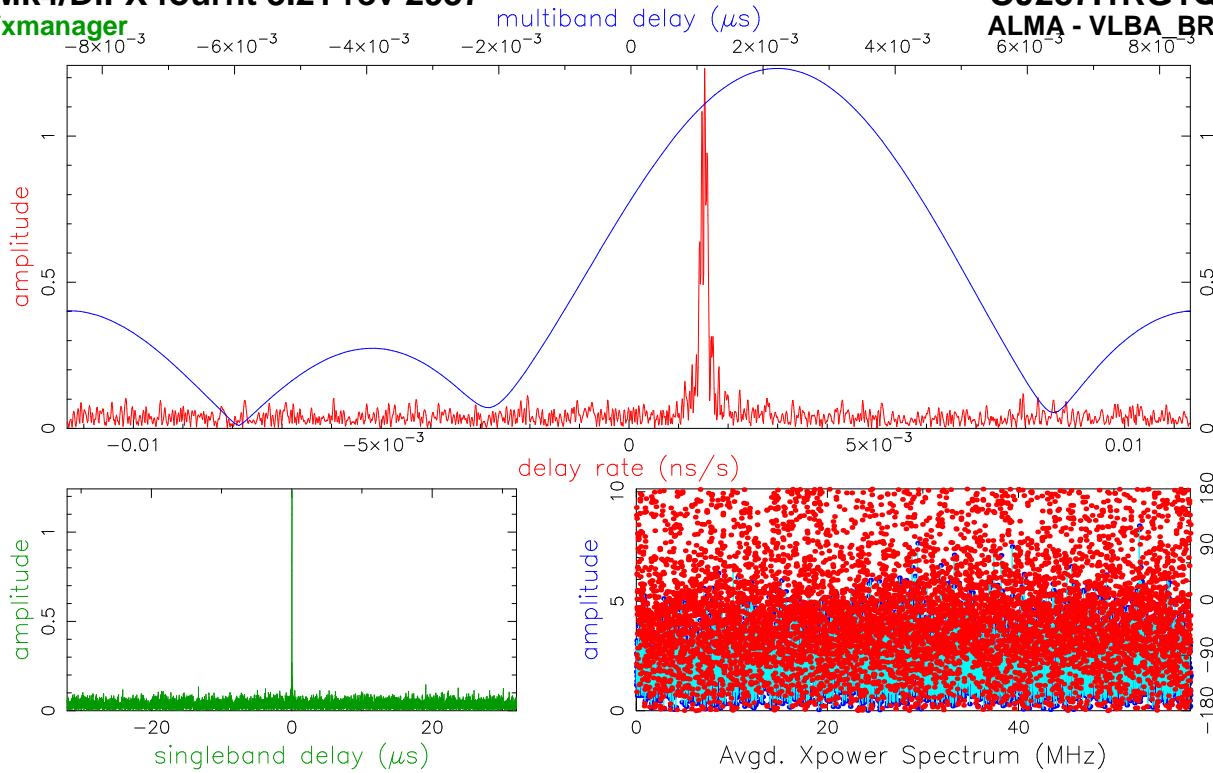 multiband delay (μs)
xmanager
ALMA - VLBA_BR
−8×10⁻³ −6×10⁻³ −4×10⁻³ −2×10⁻³ 0 2×10⁻³ 4×10⁻³ 6×10⁻³ 8×10⁻³
amplitude
0 0.5 1
0 0.5 1
−0.01 −5×10⁻³ 0 5×10⁻³ 0.01
delay rate (ns/s)
amplitude
0 0.5 1
−20 0 20
singleband delay (μs)
amplitude
0 5 10
−180 −90 0 90 180
0 20 40
Avgd. Xpower Spectrum (MHz)